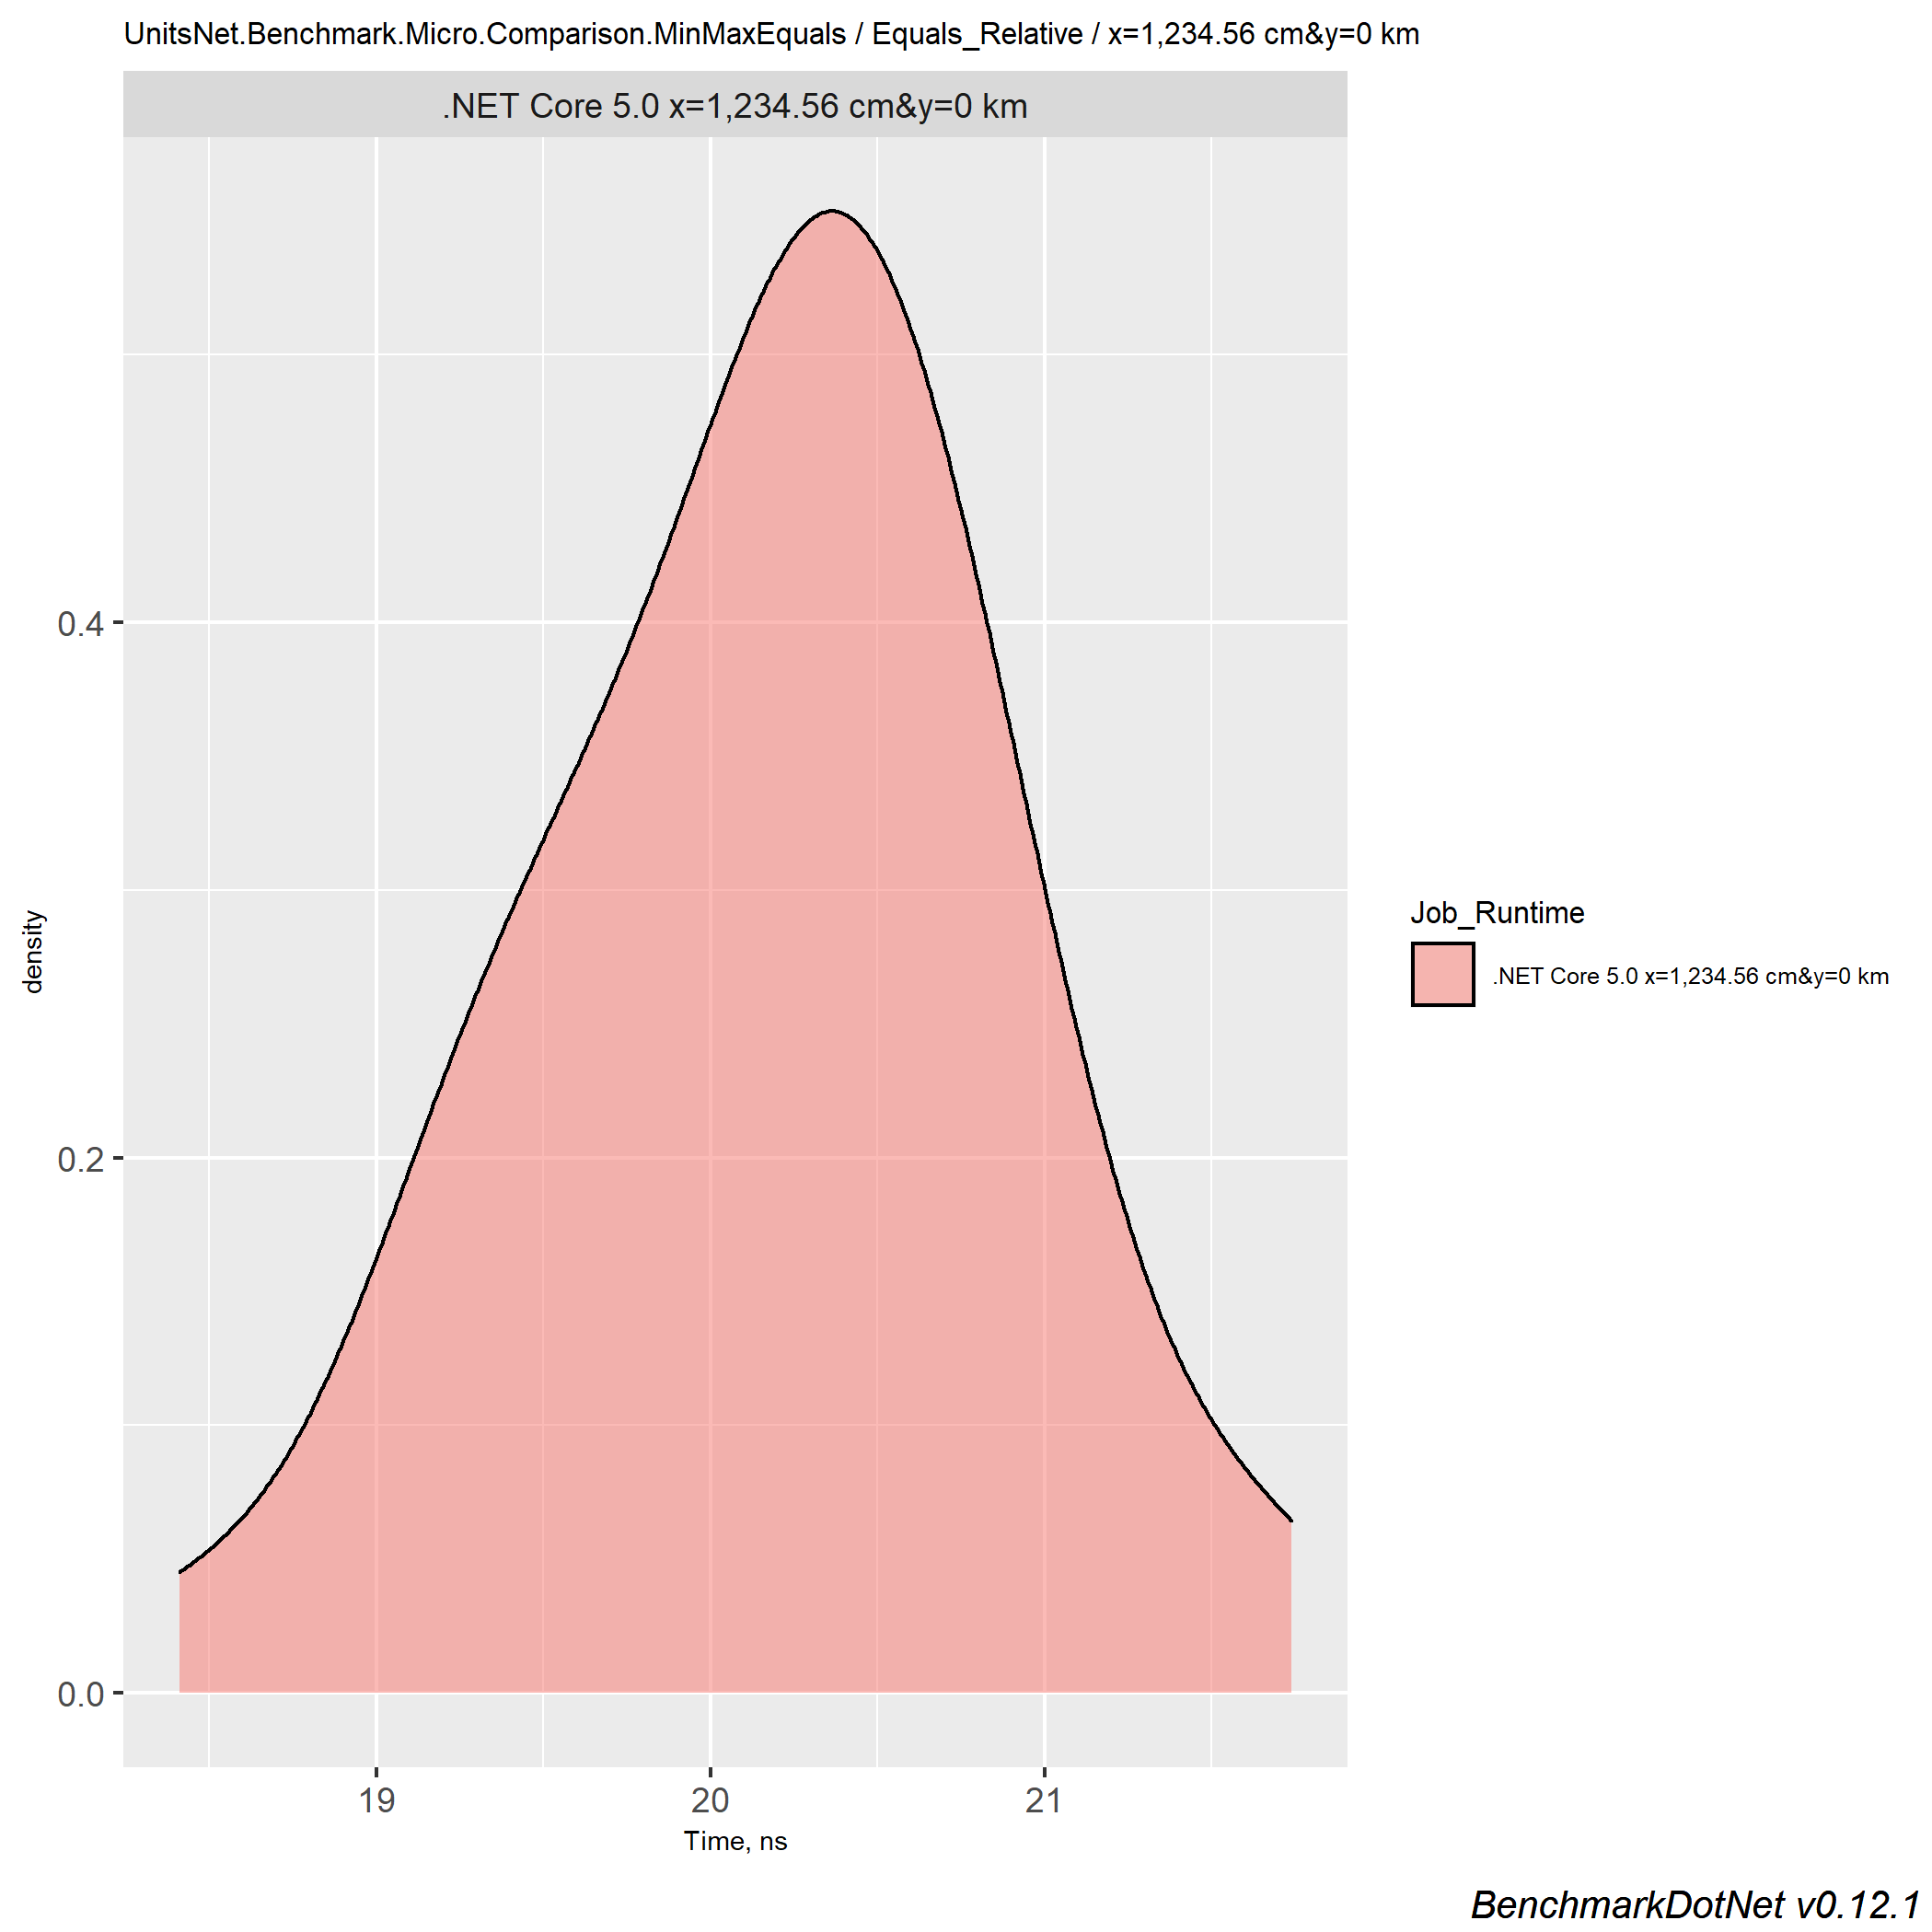 UnitsNet.Benchmark.Micro.Comparison.MinMaxEquals / Equals_Relative / x=1,234.56 cm&y=0 km
.NET Core 5.0 x=1,234.56 cm&y=0 km
0.4
0.2
0.0
density
19 20 21
Time, ns
Job_Runtime
.NET Core 5.0 x=1,234.56 cm&y=0 km
BenchmarkDotNet v0.12.1